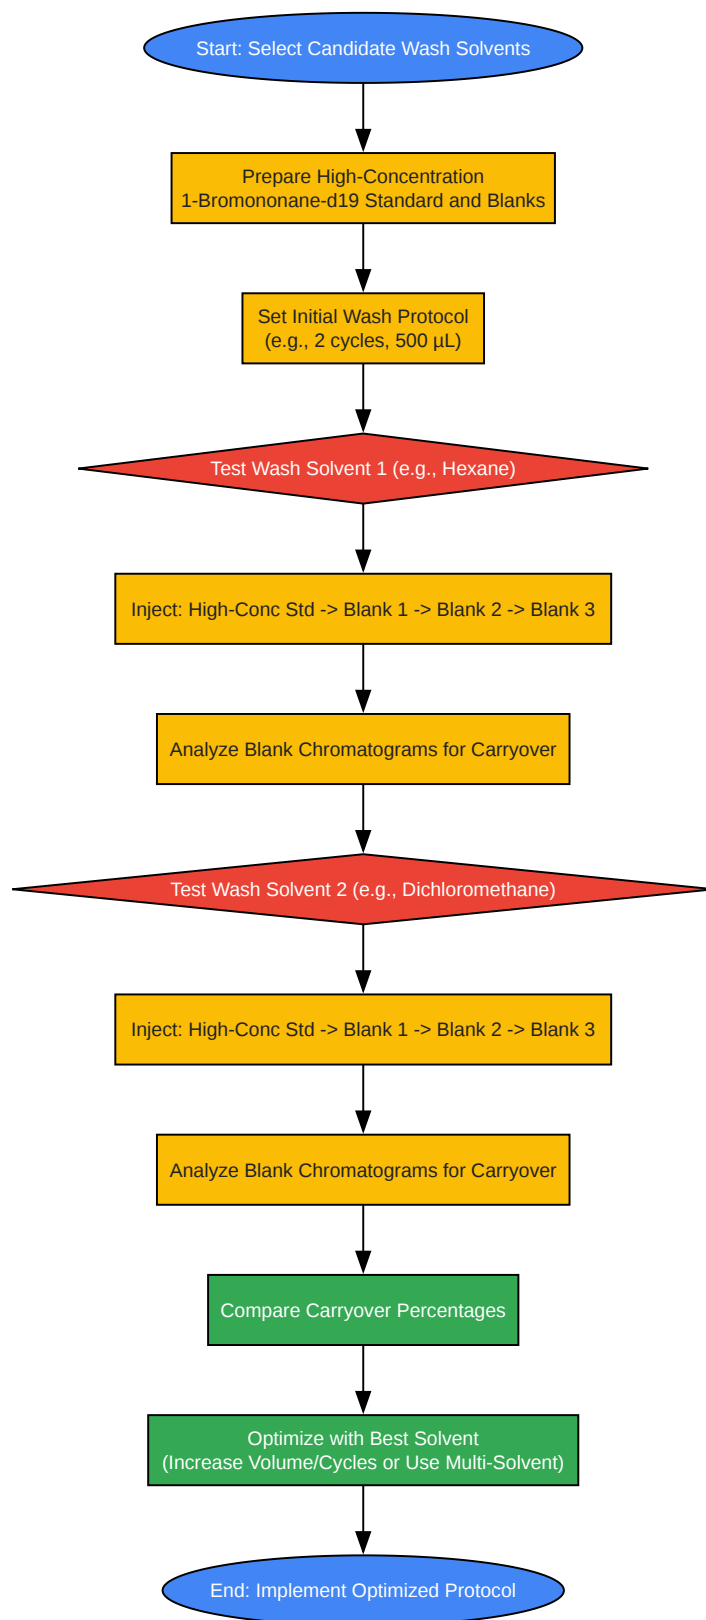 Start: Select Candidate Wash Solvents
Prepare High-Concentration
1-Bromononane-d19 Standard and Blanks
Set Initial Wash Protocol
(e.g., 2 cycles, 500 µL)
Test Wash Solvent 1 (e.g., Hexane)
Inject: High-Conc Std -> Blank 1 -> Blank 2 -> Blank 3
Analyze Blank Chromatograms for Carryover
Test Wash Solvent 2 (e.g., Dichloromethane)
Inject: High-Conc Std -> Blank 1 -> Blank 2 -> Blank 3
Analyze Blank Chromatograms for Carryover
Compare Carryover Percentages
Optimize with Best Solvent
(Increase Volume/Cycles or Use Multi-Solvent)
End: Implement Optimized Protocol